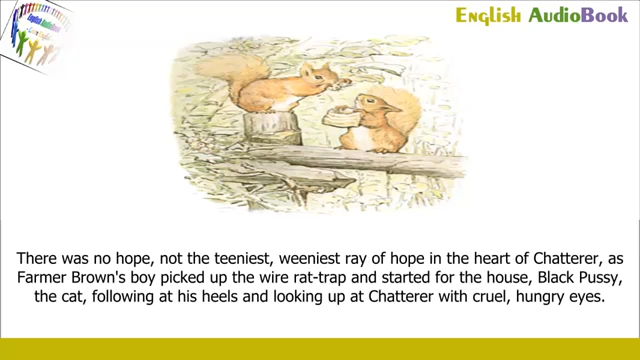 English AudioBook
English AudioBook
There was no hope, not the teeniest, weeniest ray of hope in the heart of Chatterer, as
Farmer Brown's boy picked up the wire rat-trap and started for the house, Black Pussy,
the cat, following at his heels and looking up at Chatterer with cruel, hungry eyes.